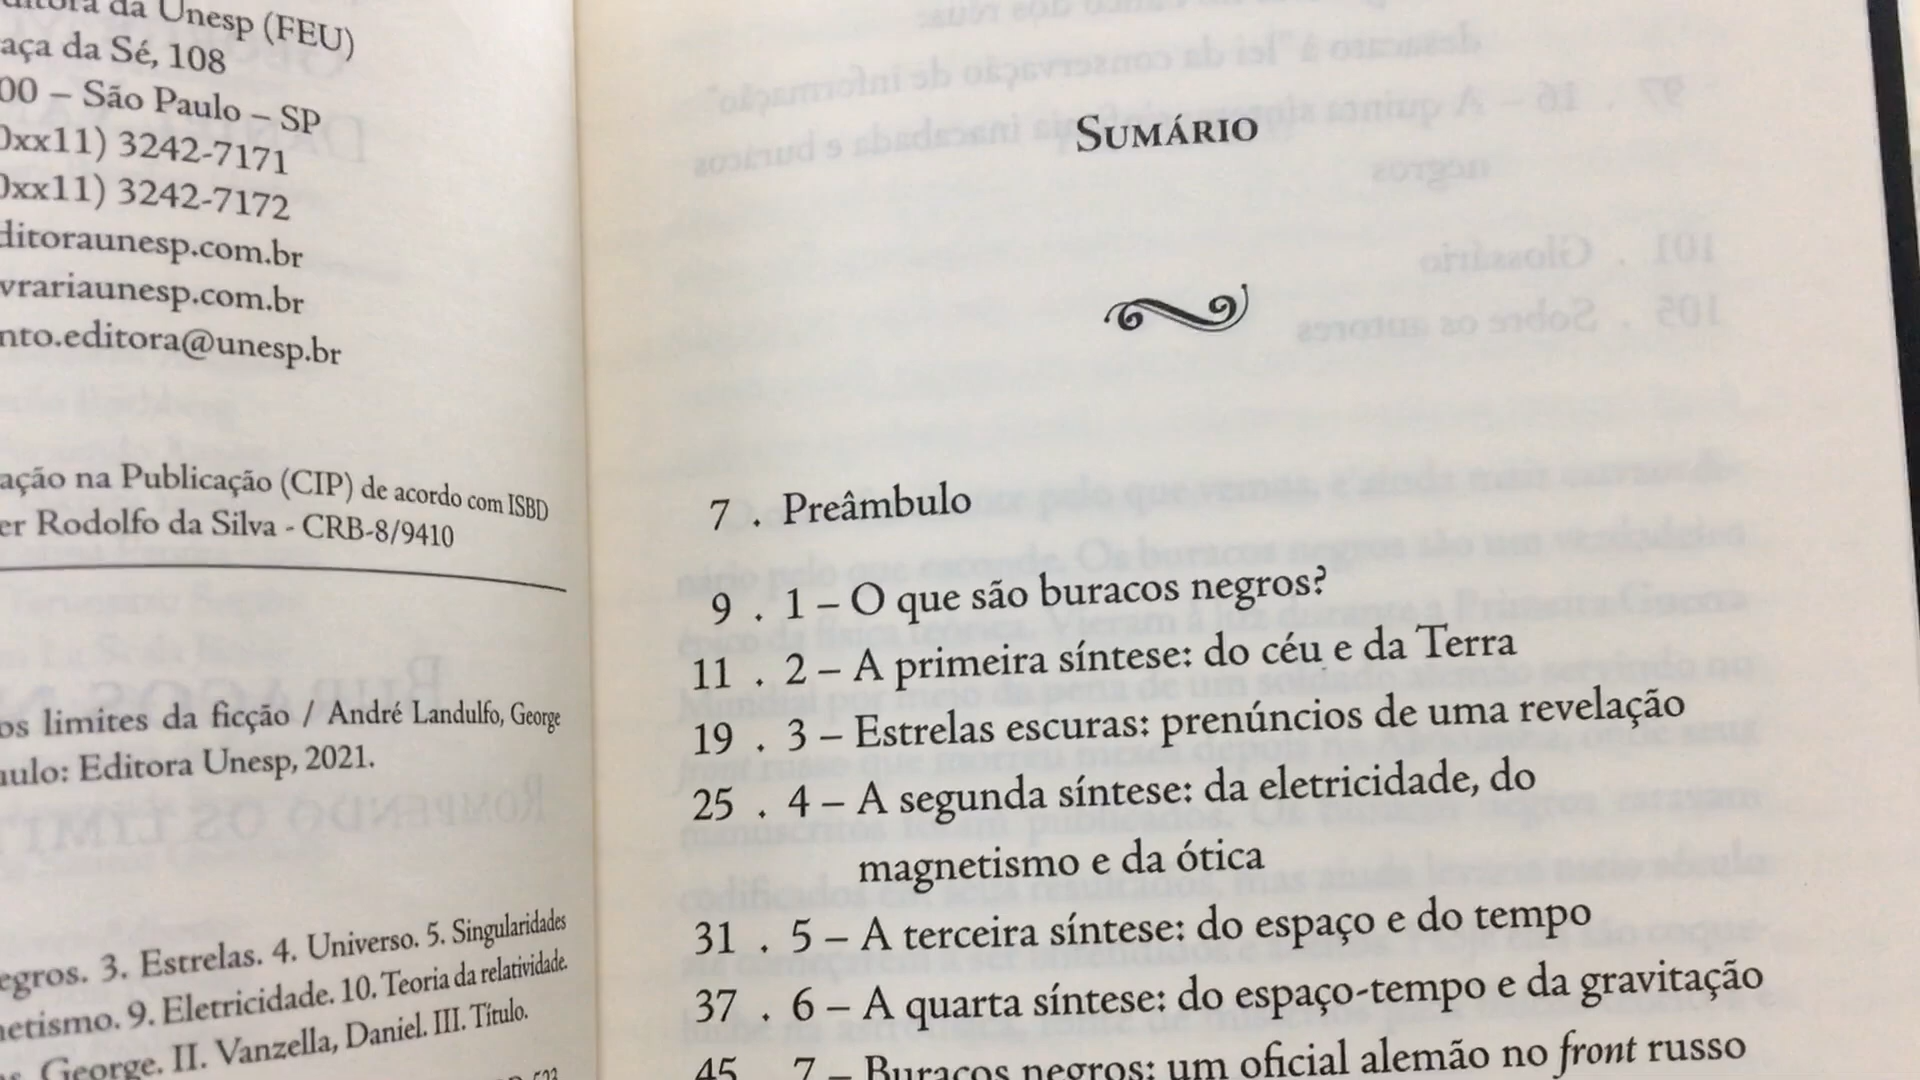 da Unesp (FEU)
da Sé, 108
00 – São Paulo – SP
0xx11) 3242-7171
0xx11) 3242-7172
ditoraunesp.com.br
vrariaunesp.com.br
nto.editora@unesp.br
ação na Publicação (CIP) de acordo com ISBD
er Rodolfo da Silva - CRB-8/9410
os limites da ficção / André Landulfo, George
aulo: Editora Unesp, 2021.
egros. 3. Estrelas. 4. Universo. 5. Singularidades
netismo. 9. Eletricidade. 10. Teoria da relatividade.
George. II. Vanzella, Daniel. III. Título.
SUMÁRIO
7 . Preâmbulo
9 . 1 – O que são buracos negros?
11 . 2 – A primeira síntese: do céu e da Terra
19 . 3 – Estrelas escuras: prenúncios de uma revelação
25 . 4 – A segunda síntese: da eletricidade, do
magnetismo e da ótica
31 . 5 – A terceira síntese: do espaço e do tempo
37 . 6 – A quarta síntese: do espaço-tempo e da gravitação
45 . 7 – Buracos negros: um oficial alemão no front russo